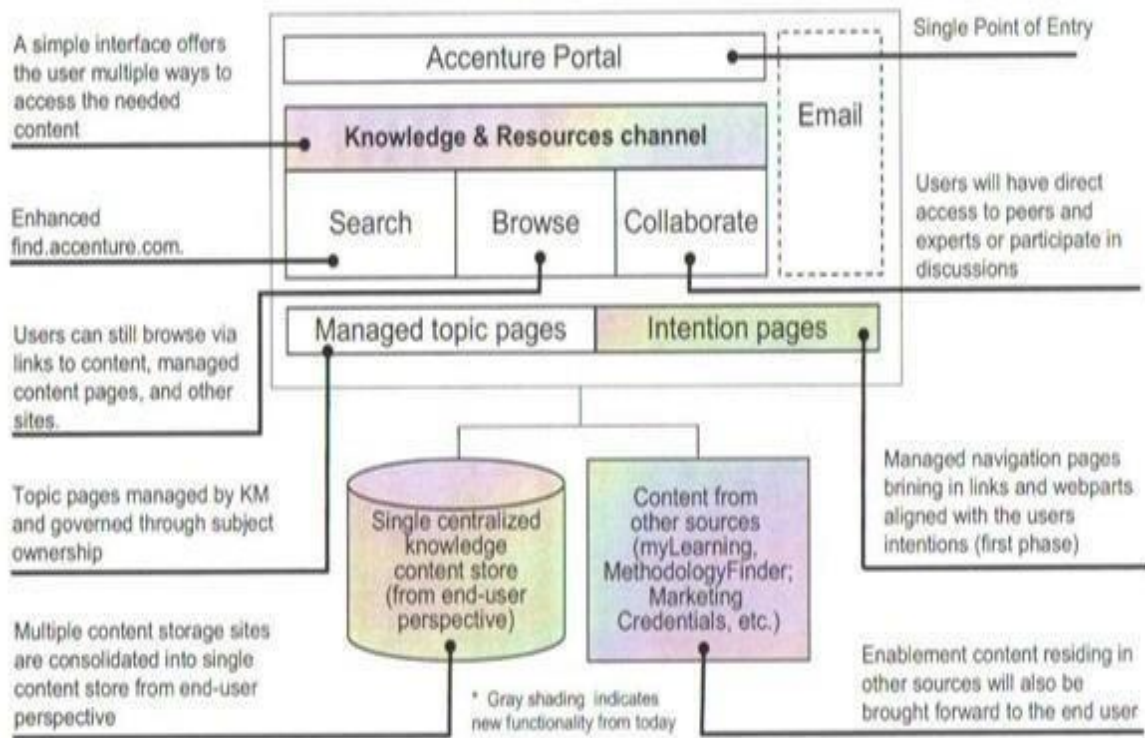 A simple interface offers
the user multiple ways to
access the needed
content
Enhanced
find.accenture.com.
Users can still browse via
links to content, managed
content pages, and other
sites.
Topic pages managed by KM
and governed through subject
ownership
Multiple content storage sites
are consolidated into single
content store from end-user
perspective
Accenture Portal
Knowledge & Resources channel
Search
Browse
Collaborate
Email
Managed topic pages
Intention pages
Single centralized
knowledge
content store
(from end-user
perspective)
Content from
other sources
(myLearning,
MethodologyFinder;
Marketing
Credentials, etc.)
* Gray shading indicates
new functionality from today
Single Point of Entry
Users will have direct
access to peers and
experts or participate in
discussions
Managed navigation pages
brining in links and webparts
aligned with the users
intentions (first phase)
Enablement content residing in
other sources will also be
brought forward to the end user